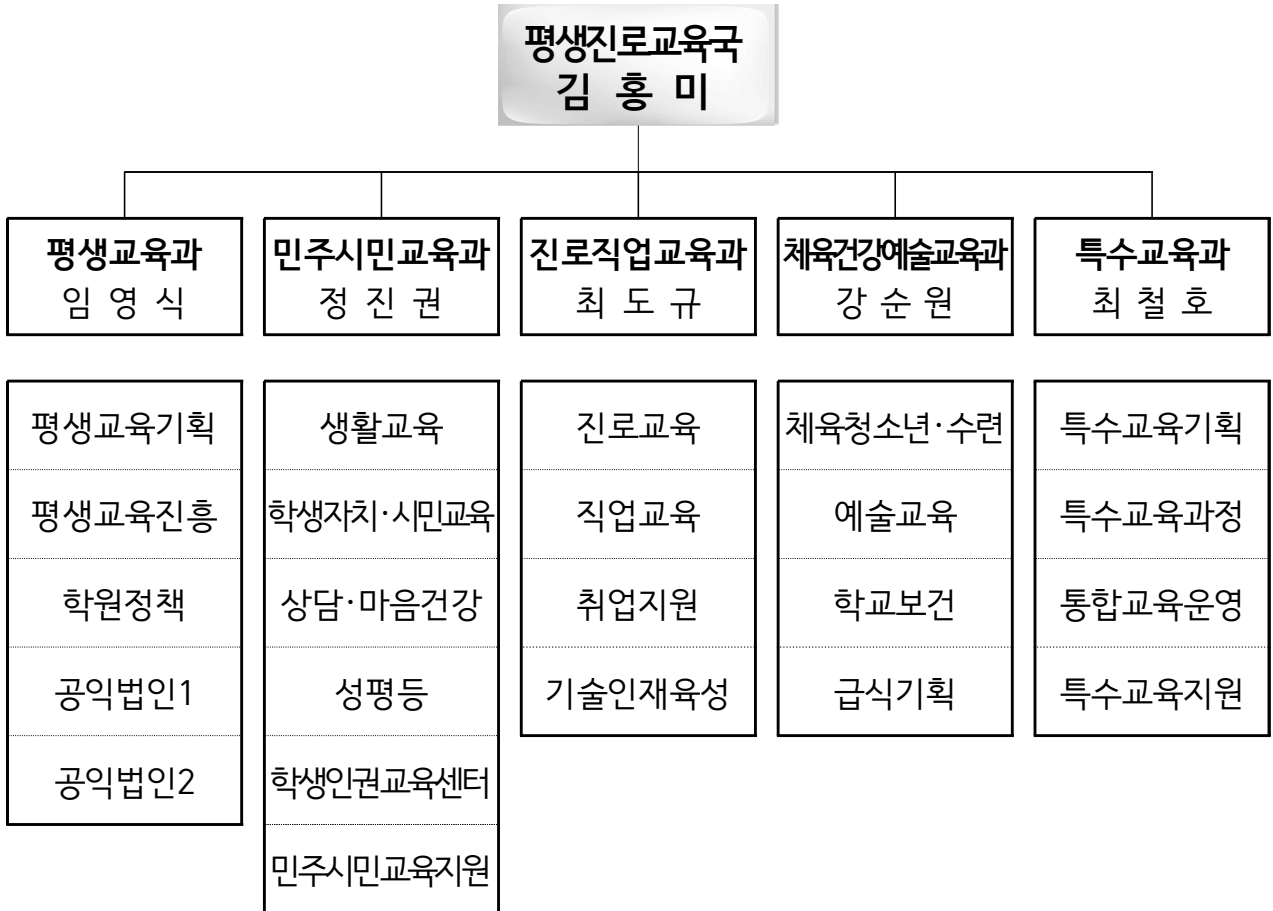 평생진로교육국
김 홍 미
평생교육과
임 영 식
민주시민교육과
정 진 권
진로직업교육과
최 도 규
체육건강예술교육과
강 순 원
특수교육과
최 철 호
평생교육기획
평생교육진흥
학원정책
공익법인1
공익법인2
생활교육
학생자치·시민교육
상담·마음건강
성평등
학생인권교육센터
민주시민교육지원
진로교육
직업교육
취업지원
기술인재육성
체육청소년·수련
예술교육
학교보건
급식기획
특수교육기획
특수교육과정
통합교육운영
특수교육지원